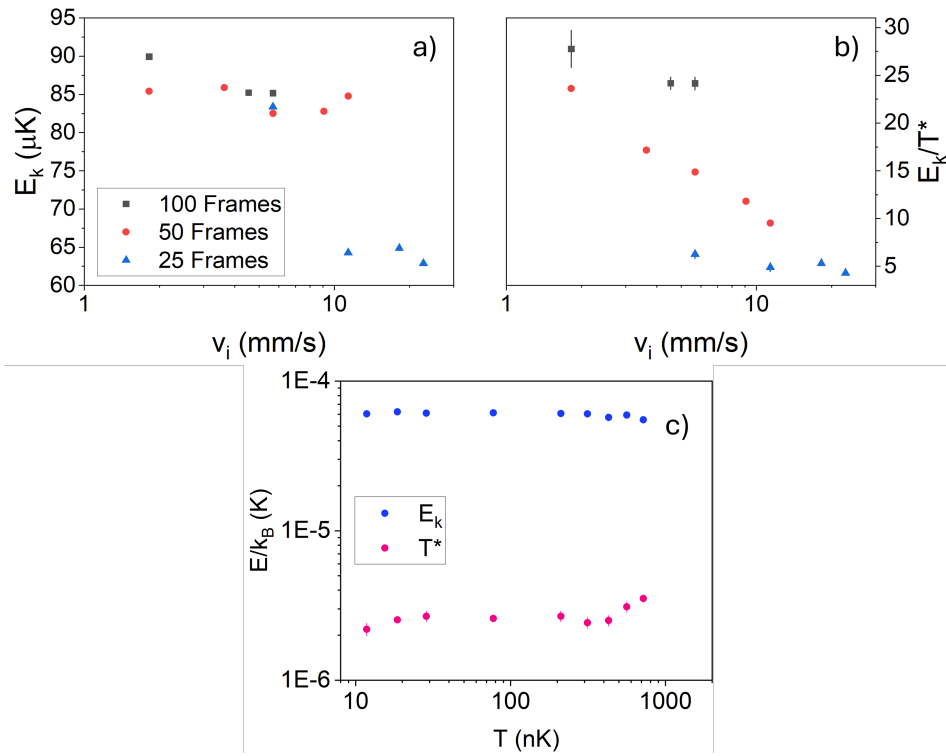 95
90
85
80
75
70
65
60
E_k (μK)
a)
100 Frames
50 Frames
25 Frames
1
10
v_i (mm/s)
b)
30
25
20
15
10
5
E_k/T*
1
10
v_i (mm/s)
1E-4
1E-5
1E-6
E/k_B (K)
c)
E_k
T*
10
100
1000
T (nK)